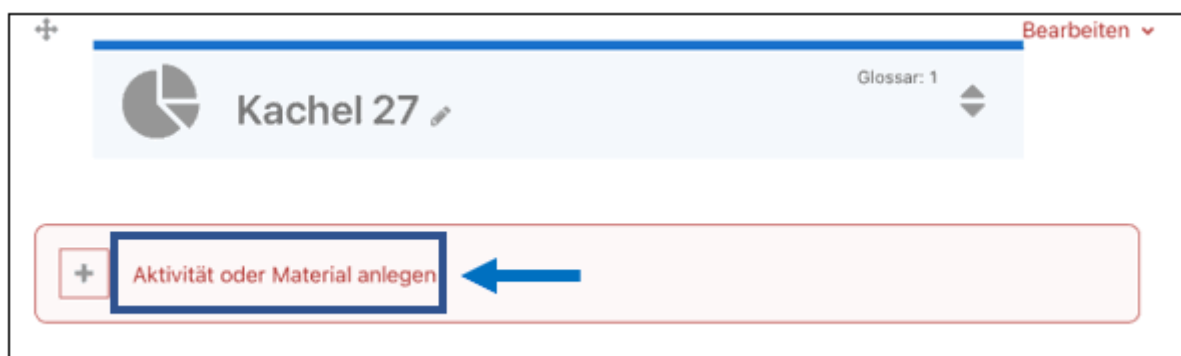 Bearbeiten
Glossar: 1
Kachel 27
Aktivität oder Material anlegen